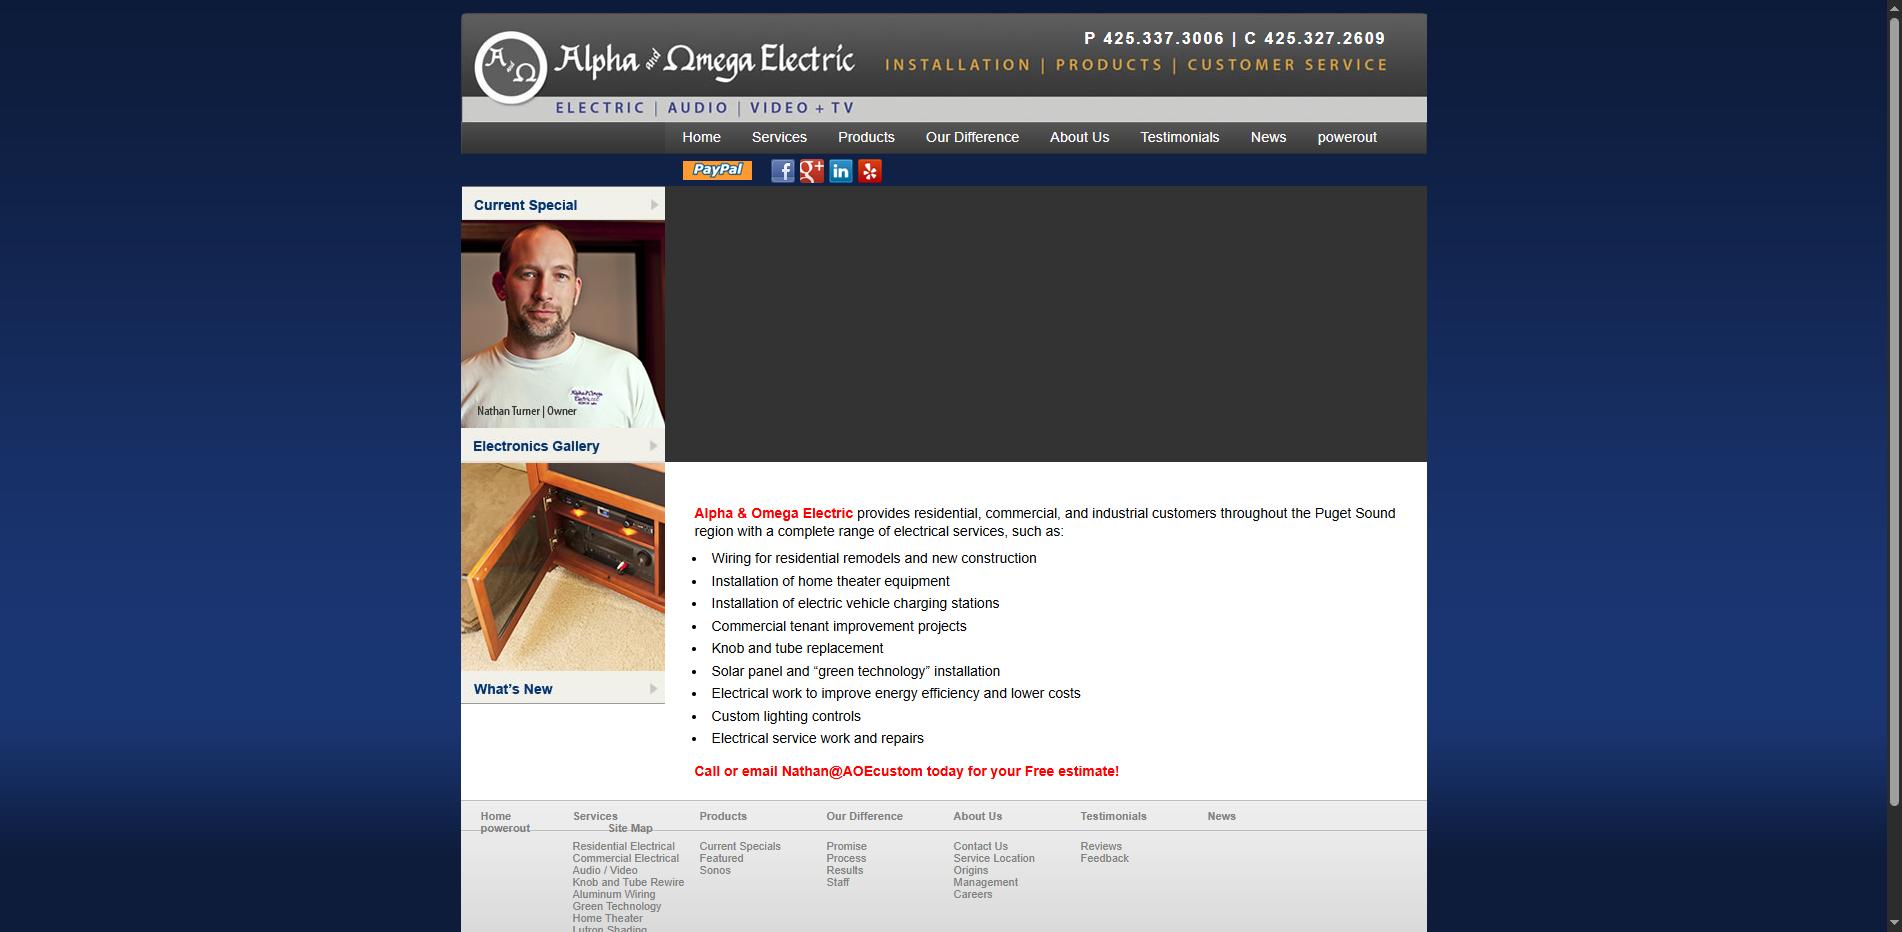 P 425.337.3006 | C 425.327.2609
Alpha and Omega Electric
INSTALLATION | PRODUCTS | CUSTOMER SERVICE
ELECTRIC | AUDIO | VIDEO + TV
Home Services Products Our Difference About Us Testimonials News powerout
PayPal
Current Special
Nathan Turner | Owner
Electronics Gallery
What's New
Alpha & Omega Electric provides residential, commercial, and industrial customers throughout the Puget Sound
region with a complete range of electrical services, such as:
• Wiring for residential remodels and new construction
• Installation of home theater equipment
• Installation of electric vehicle charging stations
• Commercial tenant improvement projects
• Knob and tube replacement
• Solar panel and “green technology” installation
• Electrical work to improve energy efficiency and lower costs
• Custom lighting controls
• Electrical service work and repairs
Call or email Nathan@AOEcustom today for your Free estimate!
Home Services Products Our Difference About Us Testimonials News
powerout Site Map
Residential Electrical Current Specials Promise Contact Us Reviews
Commercial Electrical Featured Process Service Location Feedback
Audio / Video Sonos Results Origins
Knob and Tube Rewire Staff Management
Aluminum Wiring Careers
Green Technology
Home Theater
Lutron Shading